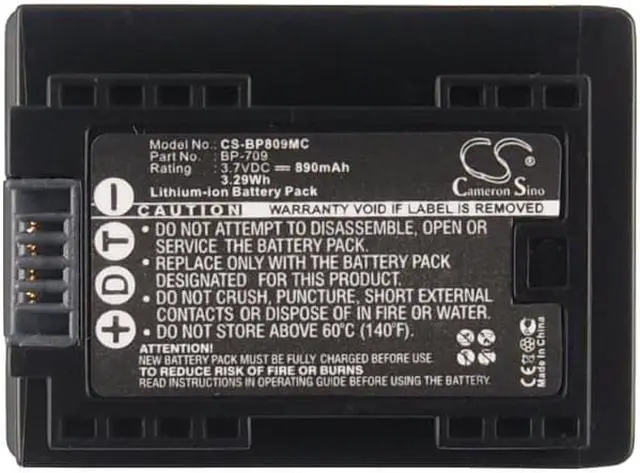 Model No.: CS-BP809MC
Part No.: BP-709
Rating : 3.7VDC 890mAh
3.29Wh
Lithium-ion Battery Pack
CS
Cameron Sino
CAUTION WARRANTY VOID IF LABEL IS REMOVED
• DO NOT ATTEMPT TO DISASSEMBLE, OPEN OR
SERVICE THE BATTERY PACK.
• REPLACE ONLY WITH THE BATTERY
DESIGNATED FOR THIS PRODUCT.
• DO NOT CRUSH, PUNCTURE, SHORT EXTERNAL
CONTACTS OR DISPOSE OF IN FIRE OR WATER.
• DO NOT STORE ABOVE 60°C (140°F).
− T D +
ATTENTION!
NEW BATTERY PACK MUST BE FULLY CHARGED BEFORE USE
TO REDUCE RISK OF FIRE OR BURNS
READ INSTRUCTIONS IN OPERATING GUIDE BEFORE USE.
CE
Made In China